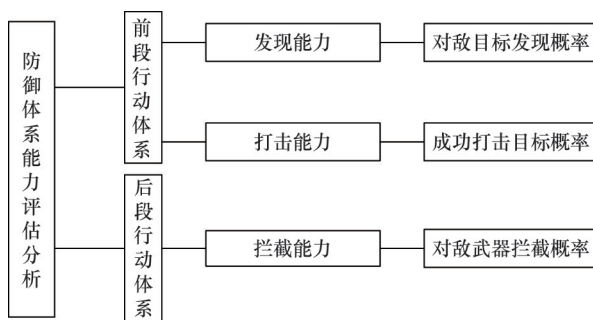 防御体系能力评估分析
前段行动体系
发现能力
对敌目标发现概率
打击能力
成功打击目标概率
后段行动体系
拦截能力
对敌武器拦截概率